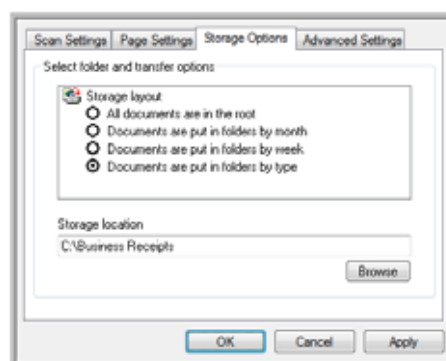 Scan Settings Page Settings Storage Options Advanced Settings
Select folder and transfer options
Storage layout
All documents are in the root
Documents are put in folders by month
Documents are put in folders by week
Documents are put in folders by type
Storage location
C:\Business Receipts
Browse
OK Cancel Apply